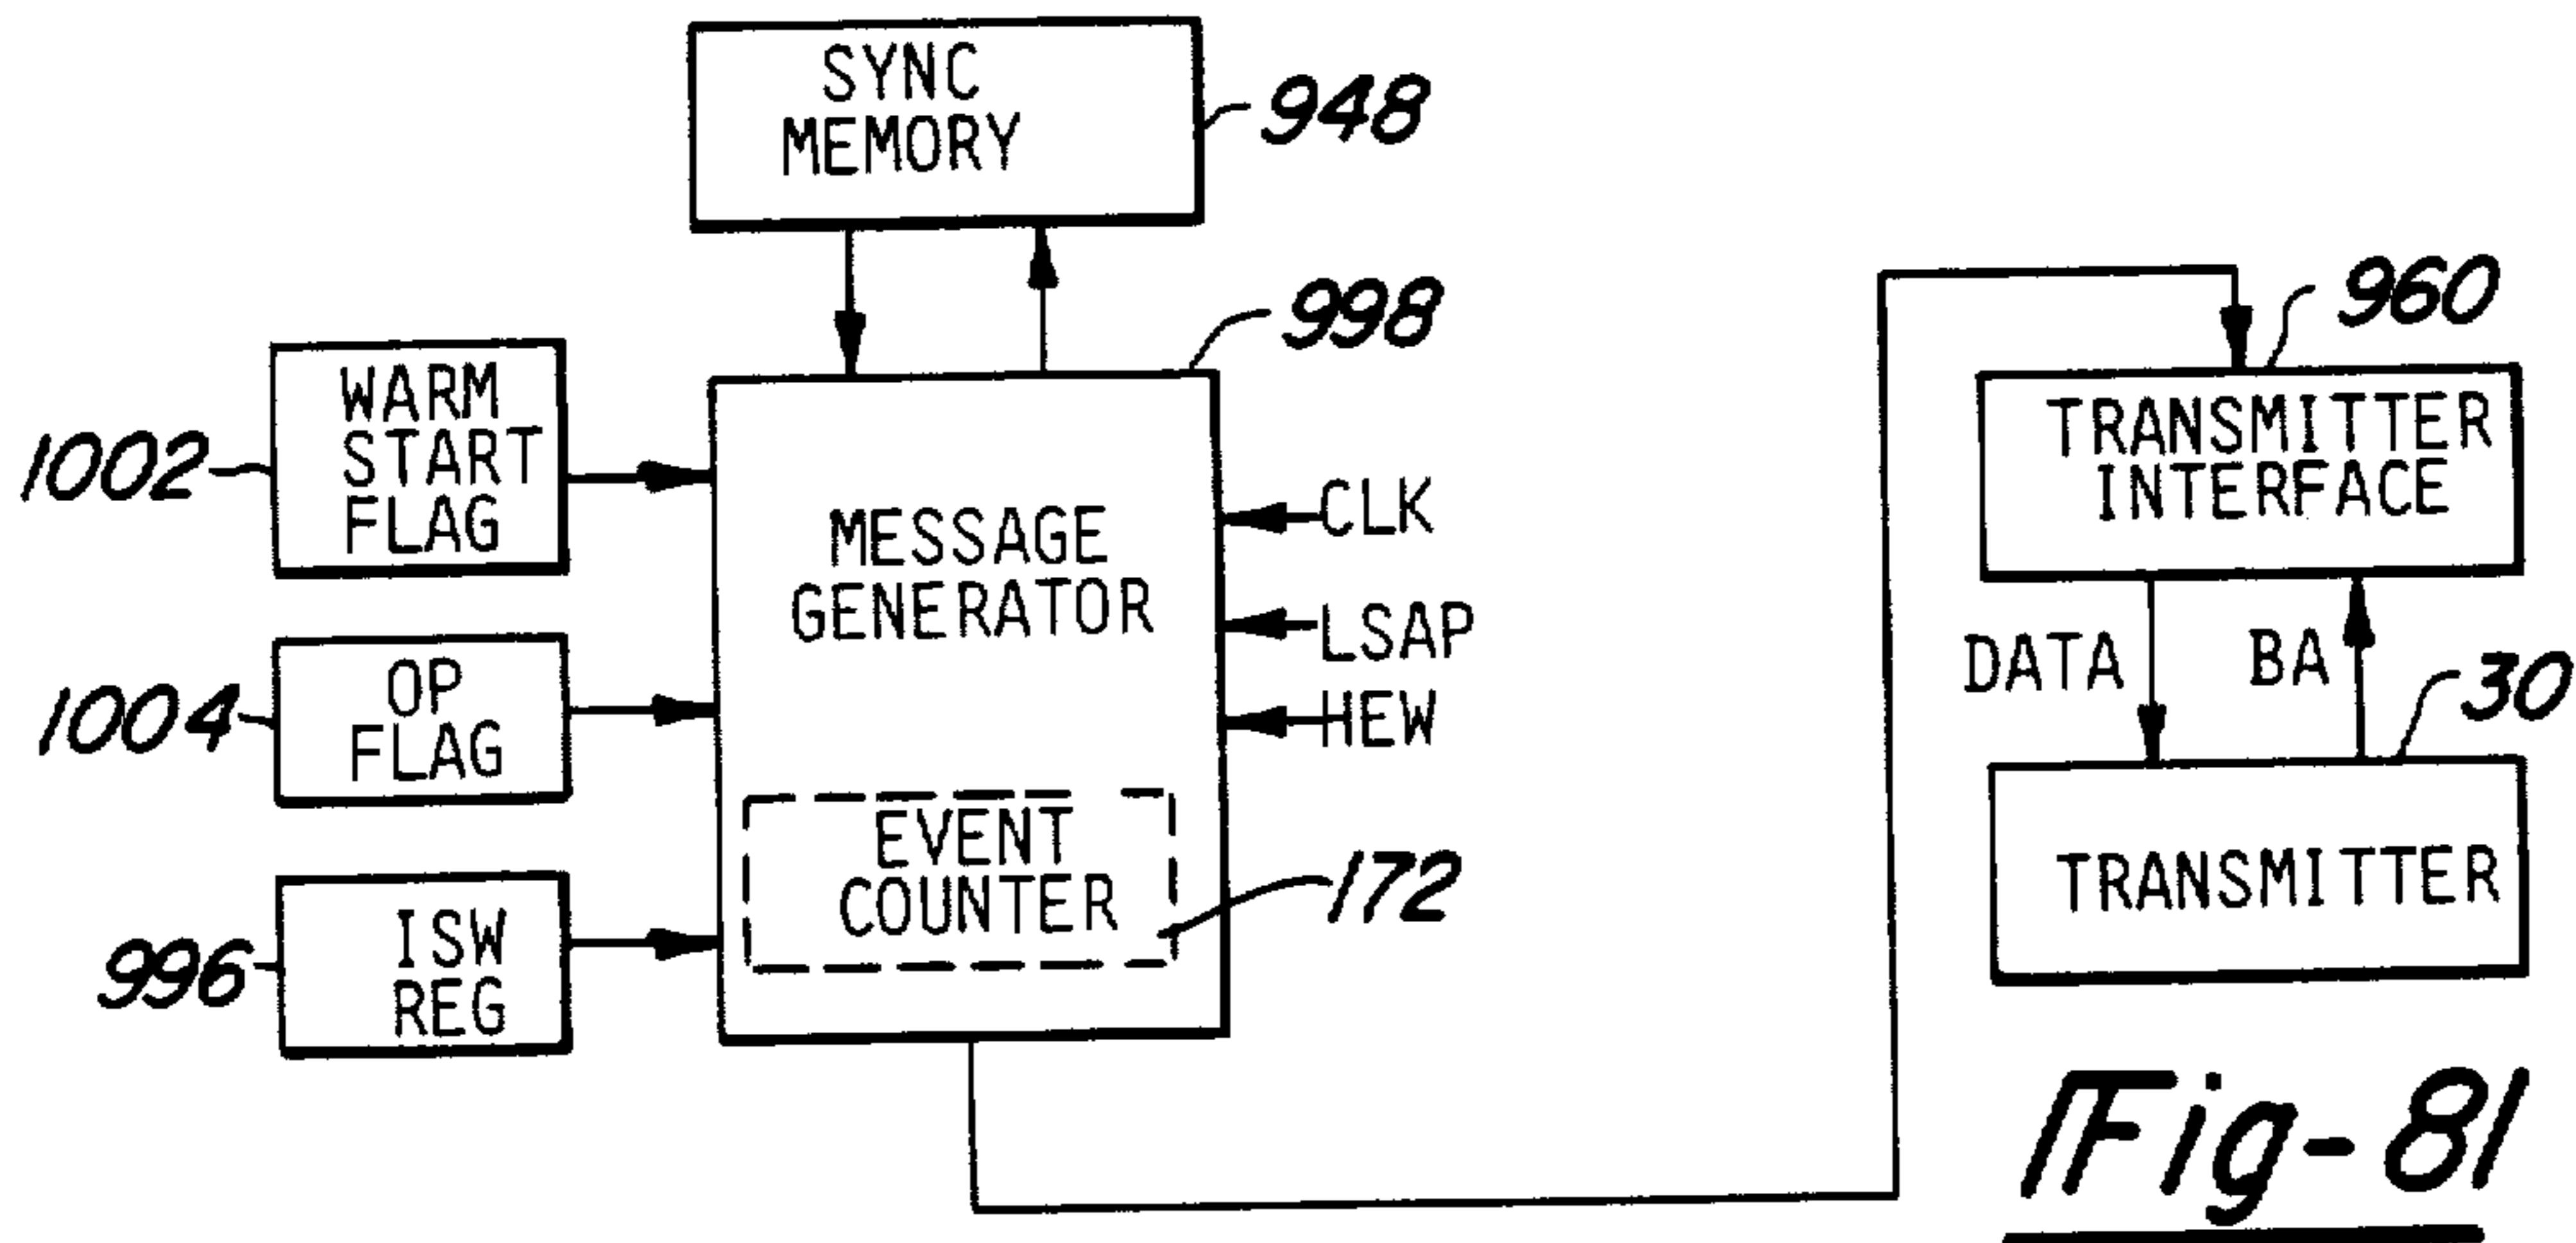 SYNC
MEMORY
948
998
960
WARM
START
FLAG
1002
MESSAGE
GENERATOR
CLK
LSAP
HEW
TRANSMITTER
INTERFACE
DATA
BA
30
OP
FLAG
1004
EVENT
COUNTER
172
TRANSMITTER
ISW
REG
996
Fig-81